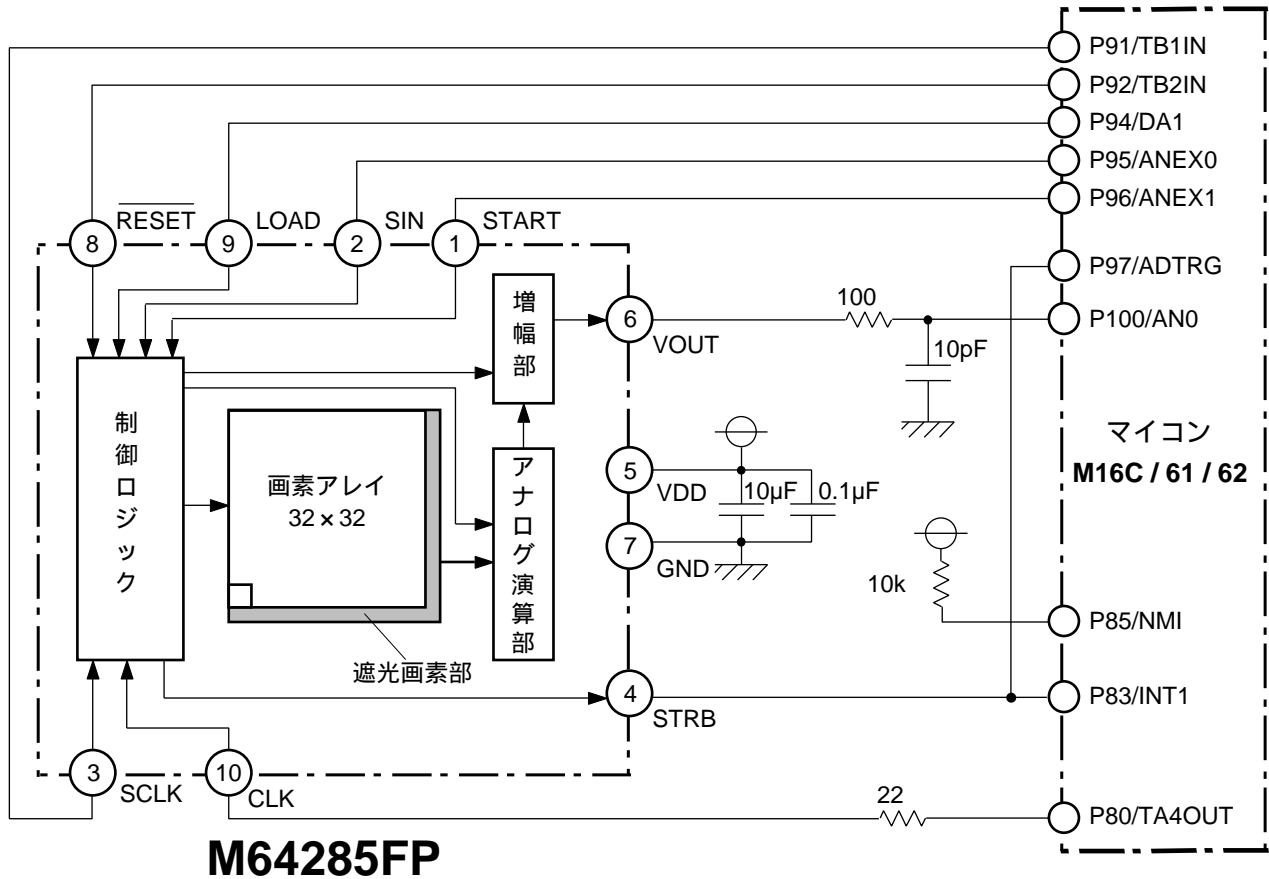 P91/TB1IN
P92/TB2IN
P94/DA1
P95/ANEX0
P96/ANEX1
RESET
LOAD
SIN
START
8
9
2
1
P97/ADTRG
増幅部
6
VOUT
100
10pF
P100/AN0
制御ロジック
画素アレイ
32×32
アナログ演算部
遮光画素部
5
VDD
10μF
0.1μF
7
GND
マイコン
M16C / 61 / 62
10k
P85/NMI
4
STRB
P83/INT1
3
SCLK
10
CLK
22
P80/TA4OUT
M64285FP